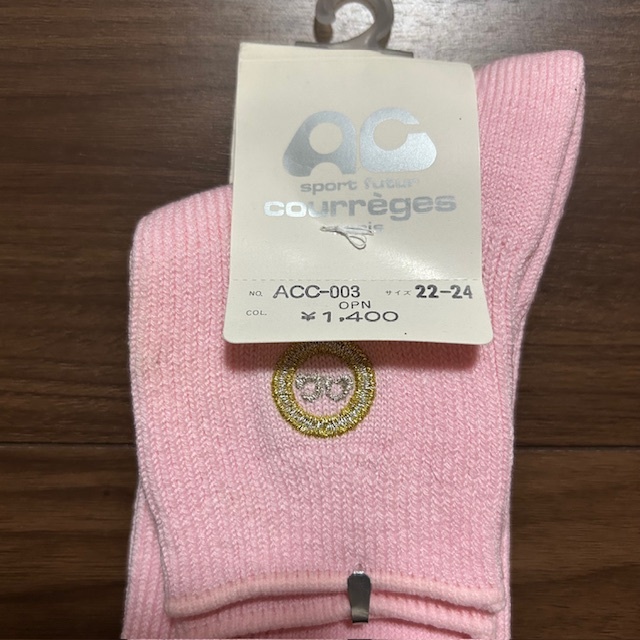 AC
sport futur
courrèges
NO. ACC-003 サイズ 22-24
OPN
COL. ¥1,400